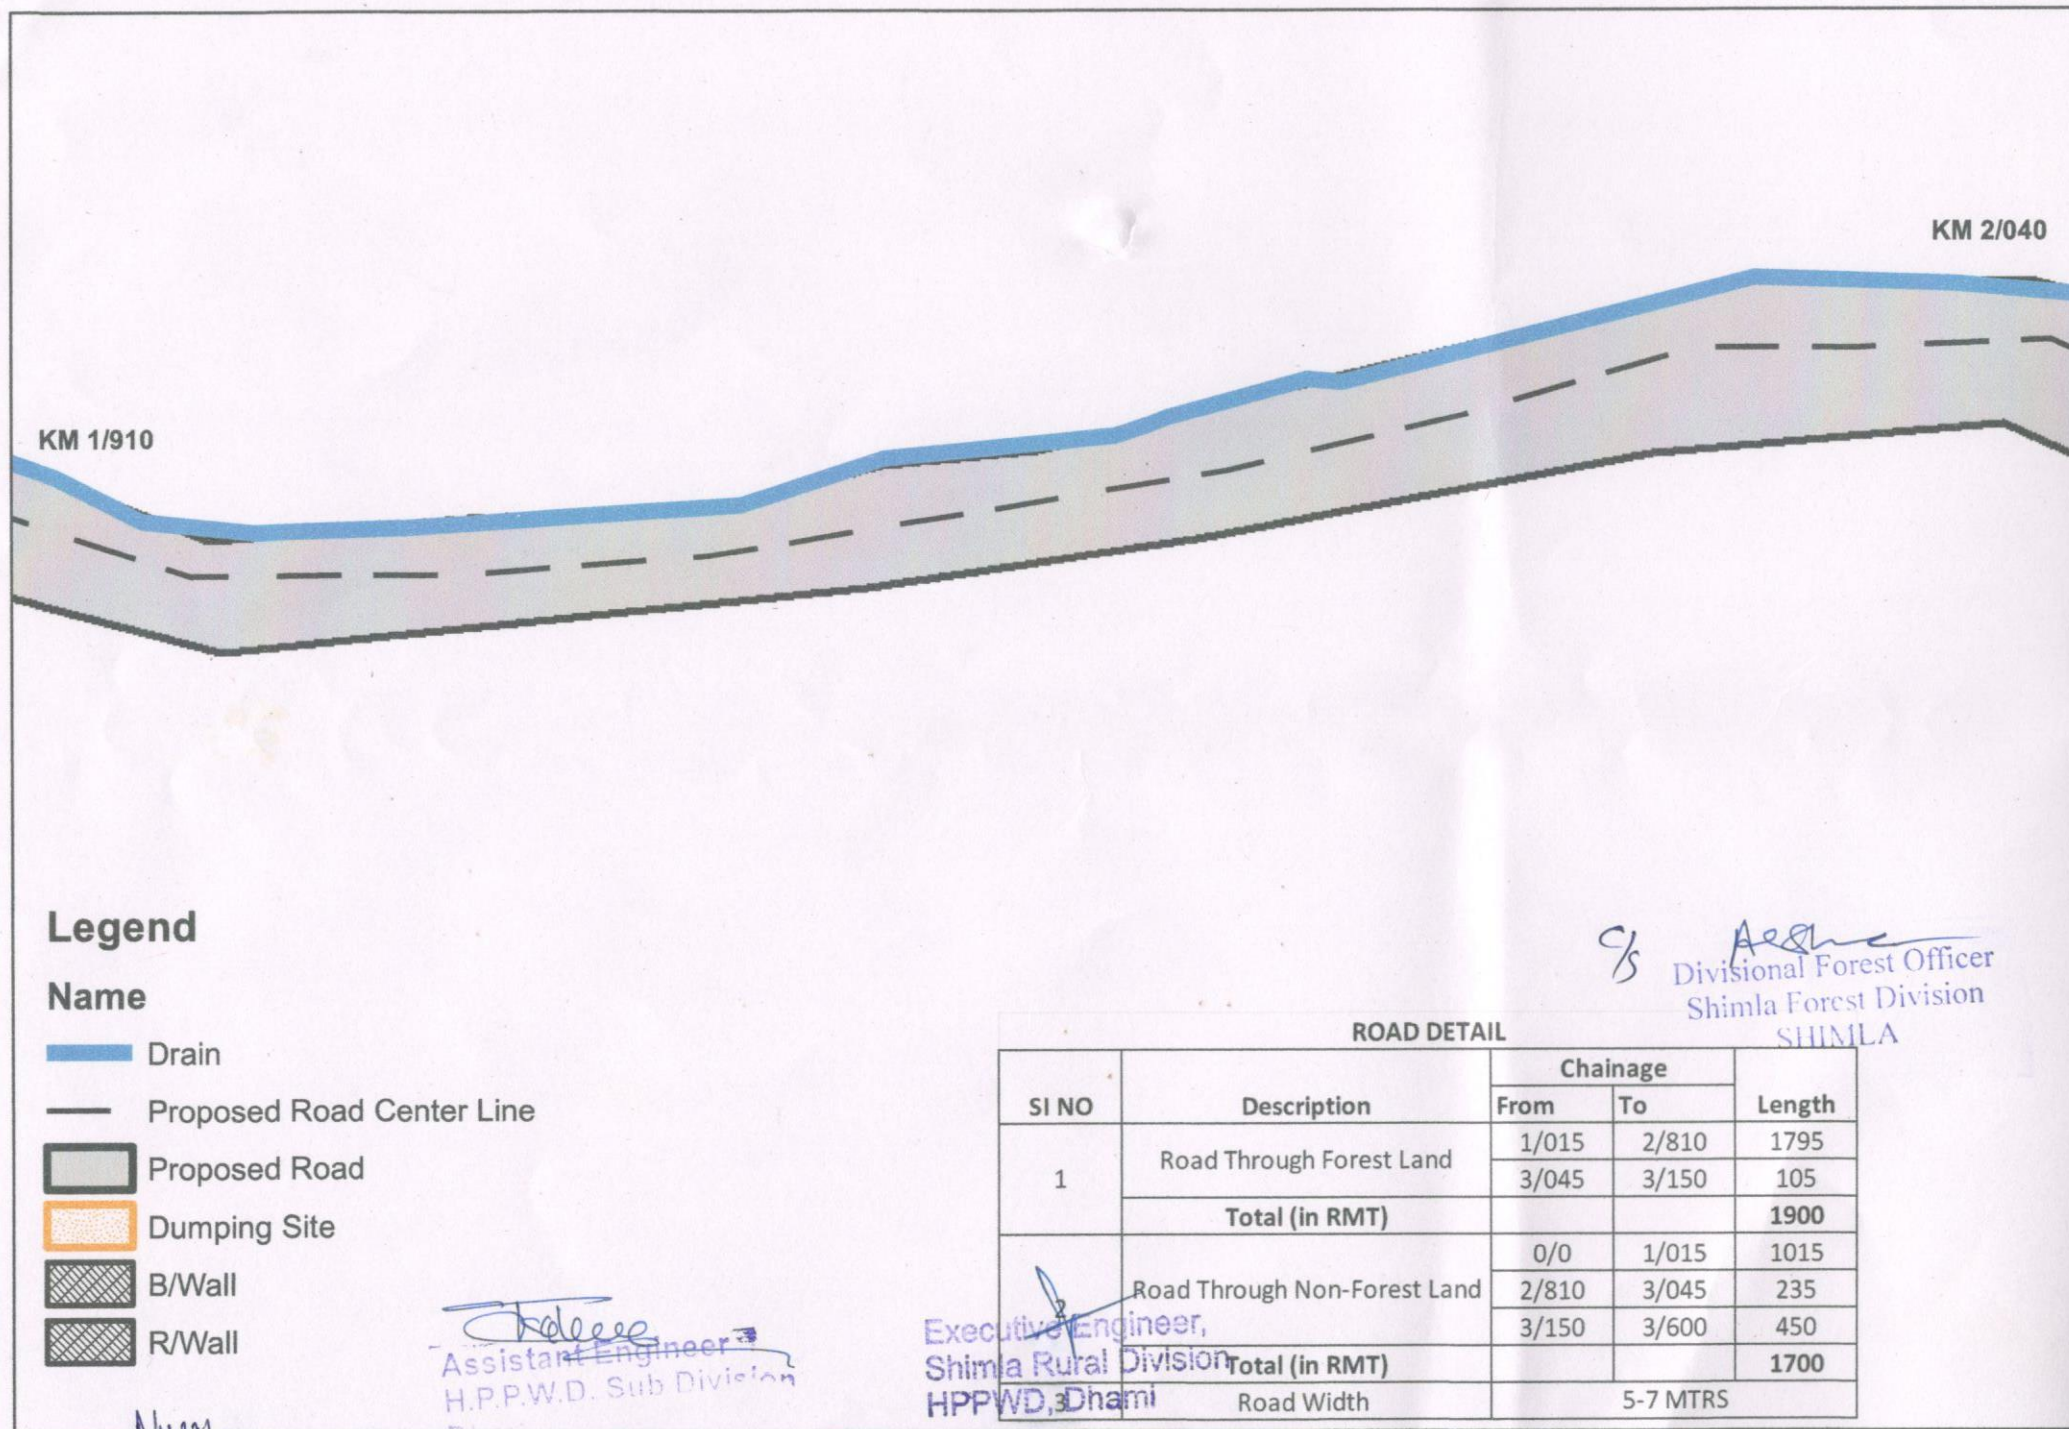 KM 2/040
KM 1/910
Legend
Name
Drain
Proposed Road Center Line
Proposed Road
Dumping Site
B/Wall
R/Wall
Assistant Engineer
H.P.P.W.D. Sub Division
Executive Engineer,
Shimla Rural Division
HPPWD, Dhami
C/S
Divisional Forest Officer
Shimla Forest Division
SHIMLA
ROAD DETAIL
SI NO Description Chainage Length
From To
1 Road Through Forest Land 1/015 2/810 1795
3/045 3/150 105
Total (in RMT) 1900
2 Road Through Non-Forest Land 0/0 1/015 1015
2/810 3/045 235
3/150 3/600 450
Total (in RMT) 1700
3 Road Width 5-7 MTRS